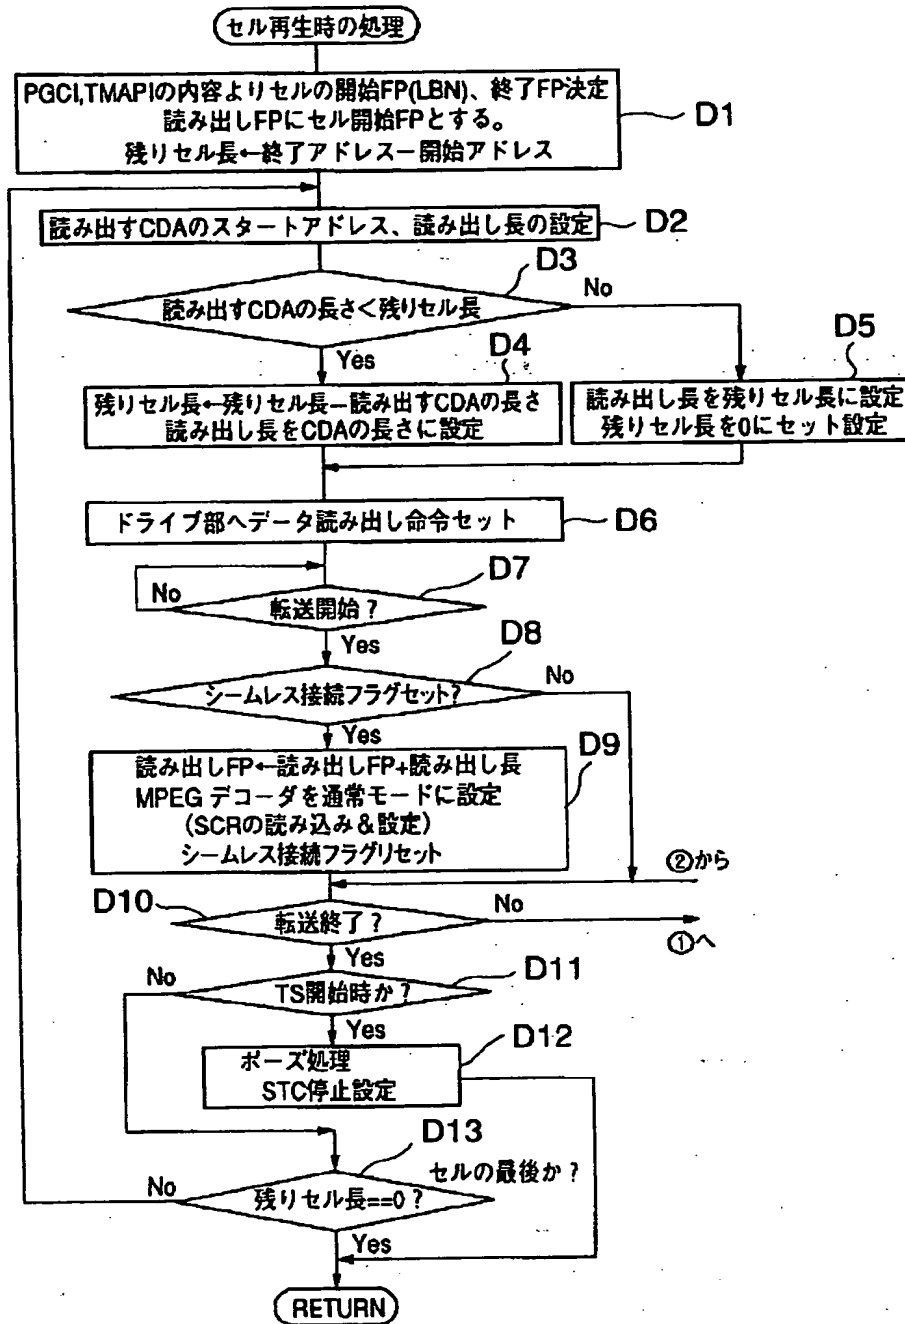 セル再生時の処理
PGCI,TMAPIの内容よりセルの開始FP(LBN)、終了FP決定
読み出しFPにセル開始FPとする。
残りセル長←終了アドレスー開始アドレス
D1
読み出すCDAのスタートアドレス、読み出し長の設定
D2
D3
読み出すCDAの長さ<残りセル長
No
Yes
D4
残りセル長←残りセル長−読み出すCDAの長さ
読み出し長をCDAの長さに設定
D5
読み出し長を残りセル長に設定
残りセル長を0にセット設定
ドライブ部へデータ読み出し命令セット
D6
D7
No
転送開始？
Yes
D8
シームレス接続フラグセット?
No
Yes
D9
読み出しFP←読み出しFP+読み出し長
MPEG デコーダを通常モードに設定
(SCRの読み込み＆設定)
シームレス接続フラグリセット
②から
D10
転送終了？
No
①へ
Yes
D11
No
TS開始時か？
Yes
D12
ポーズ処理
STC停止設定
D13
セルの最後か？
No
残りセル長==0？
Yes
RETURN